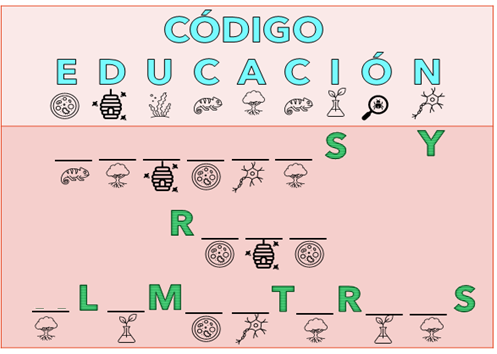 CÓDIGO
E D U C A C I Ó N
_ _ _ _ _ _ S Y
R _ _ _
_ L _ M _ _ T _ R _ _ S